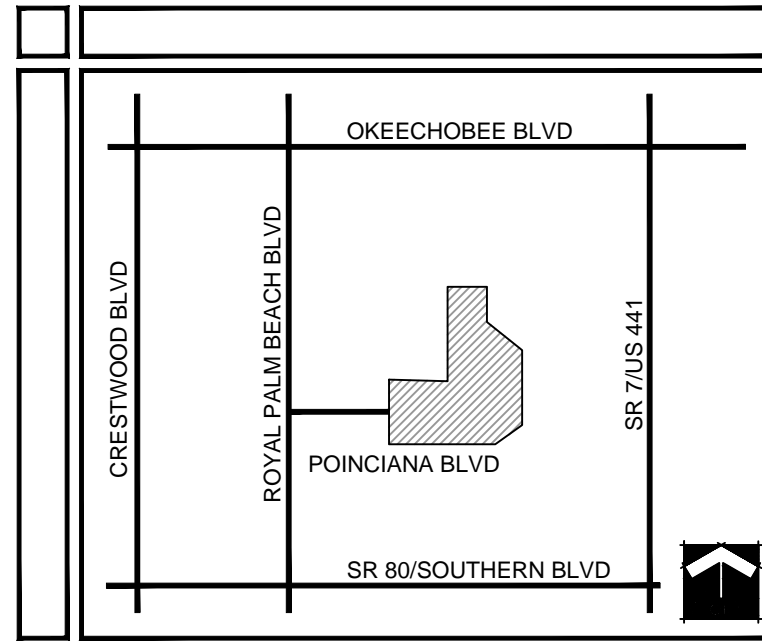 OKEECHOBEE BLVD
CRESTWOOD BLVD
ROYAL PALM BEACH BLVD
SR 7/US 441
POINCIANA BLVD
SR 80/SOUTHERN BLVD